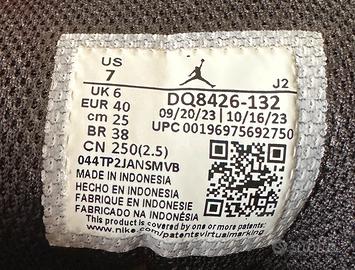 US
7
J2
UK 6
EUR 40
cm 25
BR 38
DQ8426-132
09/20/23 | 10/16/23
UPC 00196975692750
CN 250(2.5)
044TP2JANSMVB
MADE IN INDONESIA
HECHO EN INDONESIA
FABRIQUE EN INDONESIE
FABRICADO NA INDONÉSIA
This product is covered by one or more patents:
www.nike.com/patentsvirtualmarking